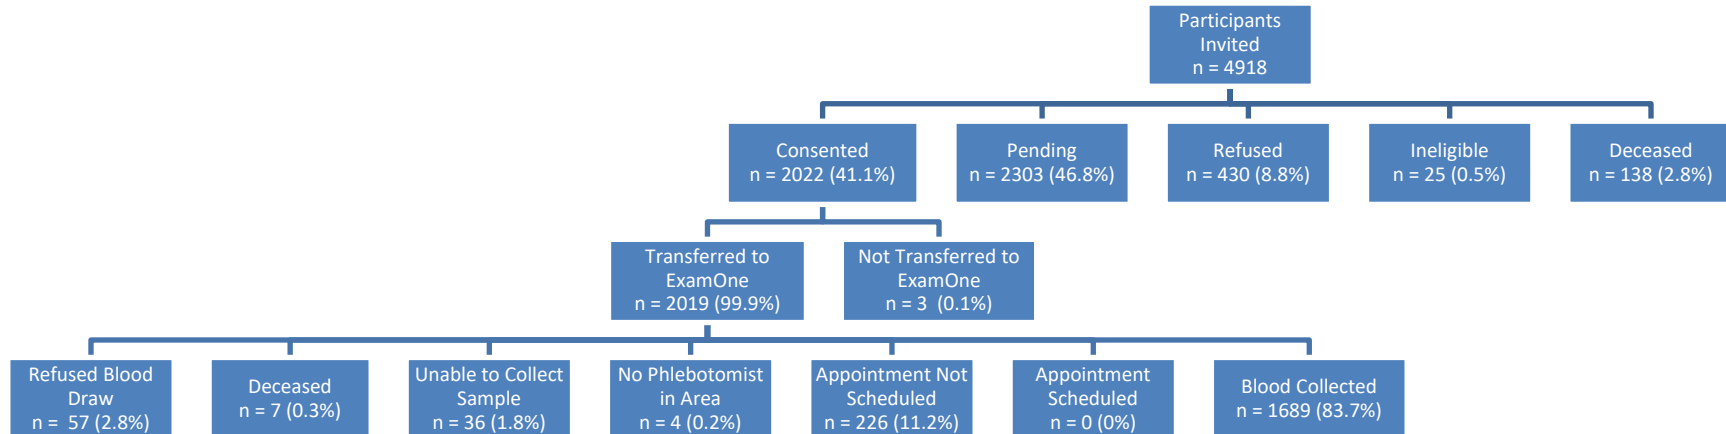 Participants
Invited
n = 4918
Consented
n = 2022 (41.1%)
Pending
n = 2303 (46.8%)
Refused
n = 430 (8.8%)
Ineligible
n = 25 (0.5%)
Deceased
n = 138 (2.8%)
Transferred to
ExamOne
n = 2019 (99.9%)
Not Transferred to
ExamOne
n = 3  (0.1%)
Refused Blood
Draw
n =  57 (2.8%)
Deceased
n = 7 (0.3%)
Unable to Collect
Sample
n = 36 (1.8%)
No Phlebotomist
in Area
n = 4 (0.2%)
Appointment Not
Scheduled
n = 226 (11.2%)
Appointment
Scheduled
n = 0 (0%)
Blood Collected
n = 1689 (83.7%)